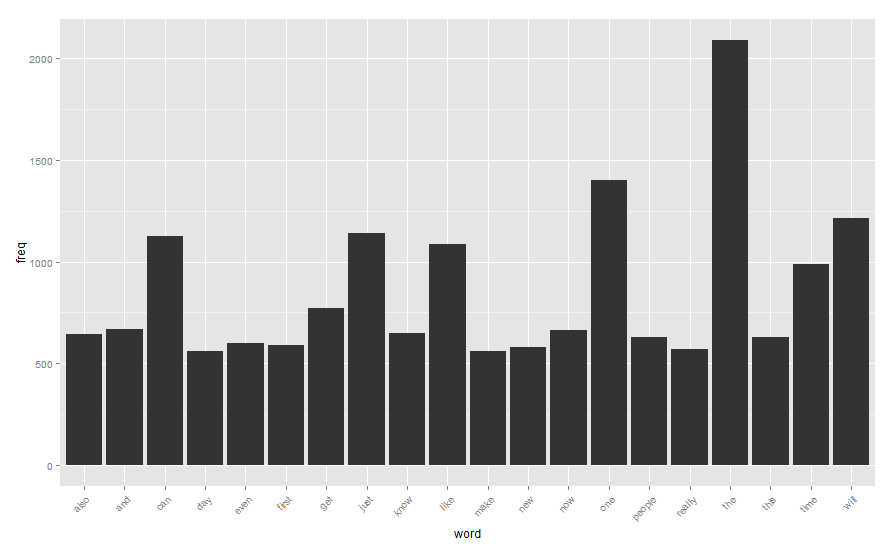 2000
1500
1000
500
0
freq
also and can day even first get just know like make new now one people really the this time will
word